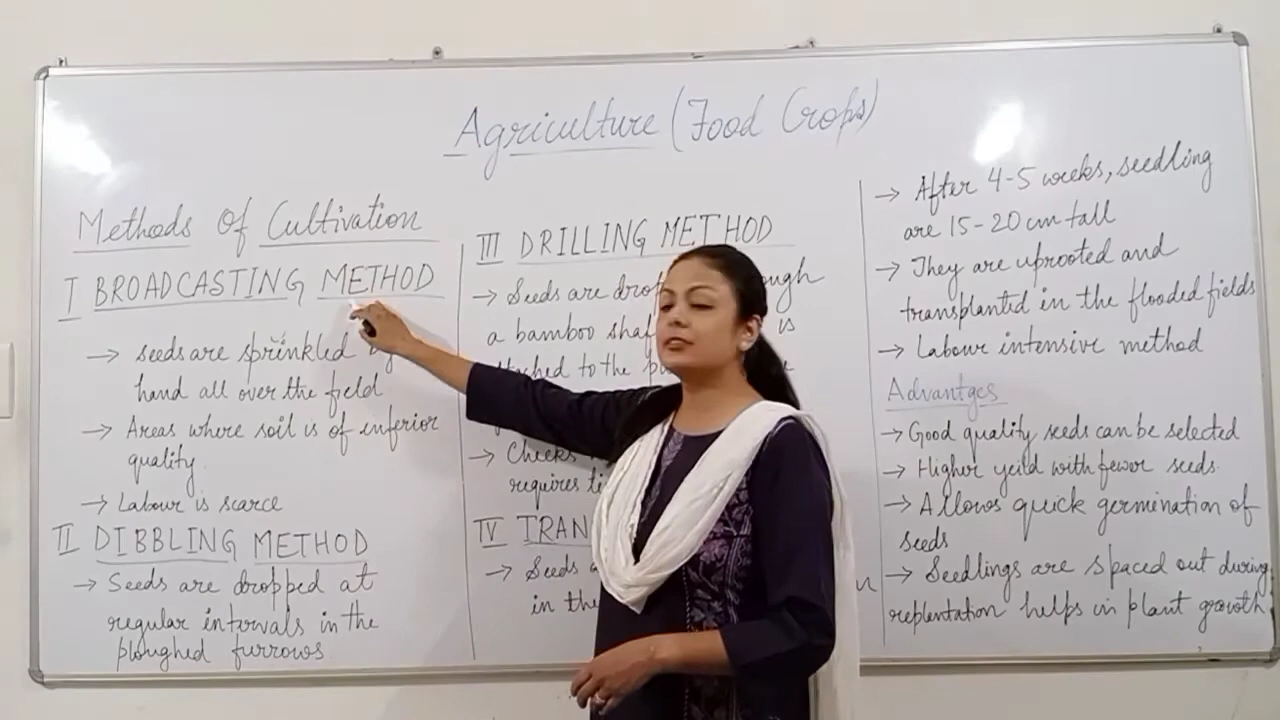 Agriculture (Food Crops)
Methods of Cultivation
I BROADCASTING METHOD
→ Seeds are sprinkled
hand all over the field
→ Areas where soil is of inferior
quality.
→ Labour is scarce
II DIBBLING METHOD
→ Seeds are dropped at
regular intervals in the
ploughed furrows
III DRILLING METHOD
→ Seeds are
a bamboo is
to the
→ Checks
requires
IV
→ Seeds
in the
→ After 4-5 weeks, seedling
are 15-20 cm tall
→ They are uprooted and
transplanted in the flooded fields
→ Labour intensive method
Advantges
→ Good quality seeds can be selected
→ Higher yeild with fewer seeds.
→ Allows quick germination of
seeds
→ Seedlings are spaced out during
replantation helps in plant growth